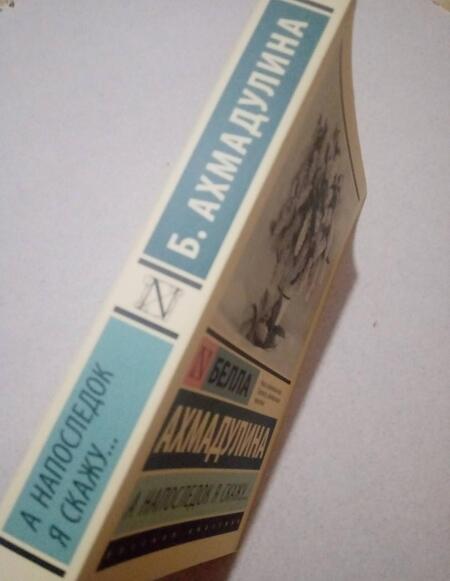 Б. АХМАДУЛИНА
N
А НАПОСЛЕДОК
Я СКАЖУ...
N
БЕЛЛА
АХМАДУЛИНА
А НАПОСЛЕДОК Я СКАЖУ...